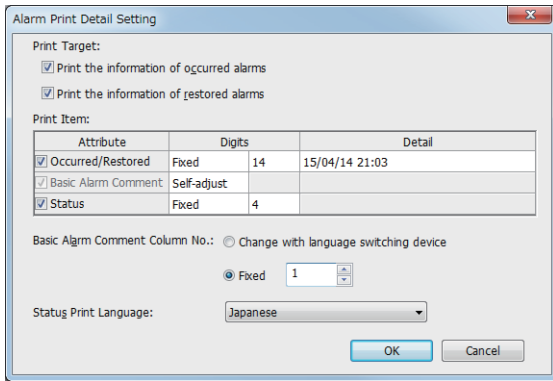 Alarm Print Detail Setting
Print Target:
Print the information of occurred alarms
Print the information of restored alarms
Print Item:
Attribute Digits Detail
Occurred/Restored Fixed 14 15/04/14 21:03
Basic Alarm Comment Self-adjust
Status Fixed 4
Basic Alarm Comment Column No.: Change with language switching device
Fixed 1
Status Print Language: Japanese
OK Cancel